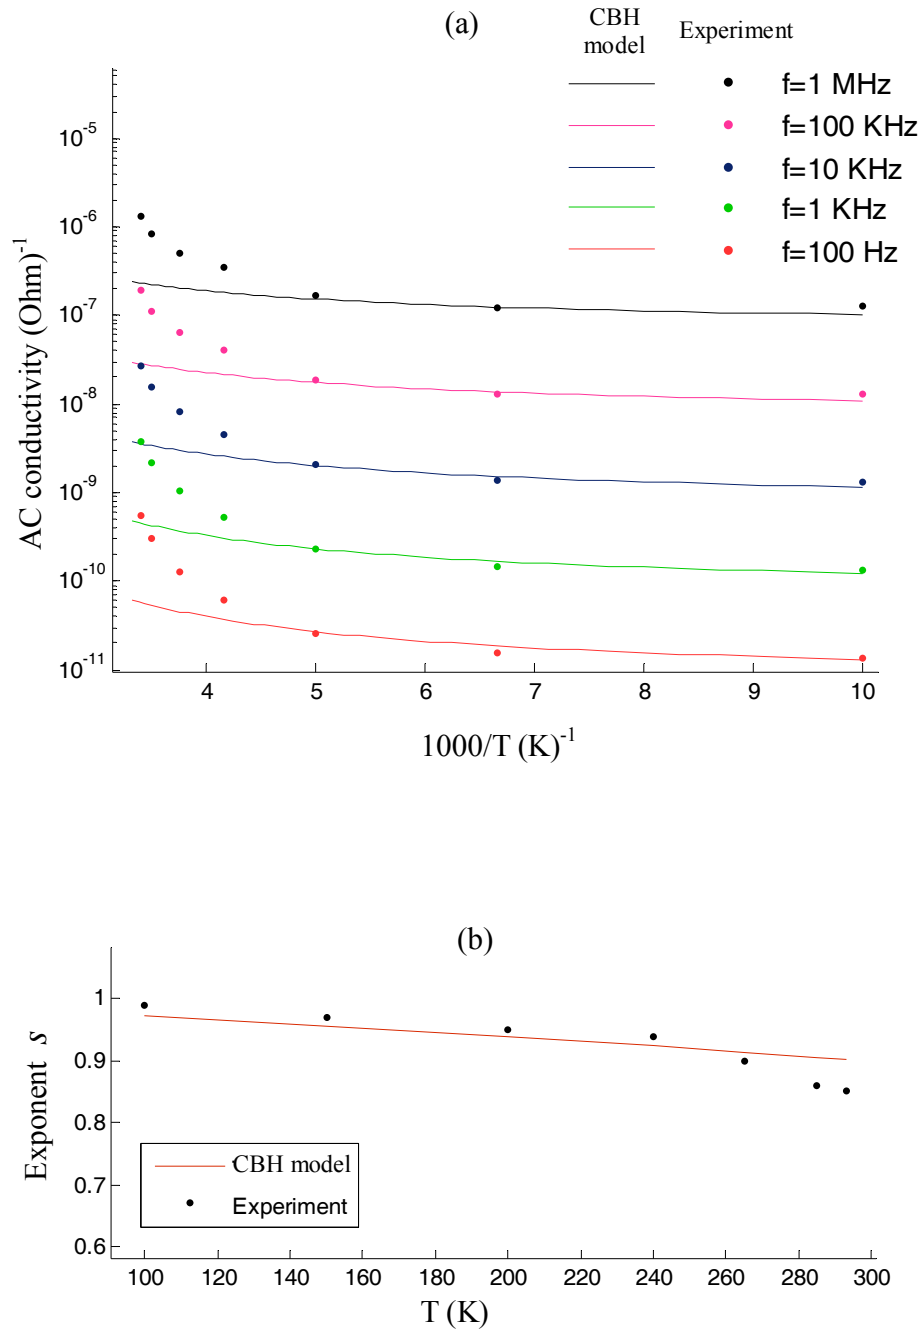 (a)
CBH model Experiment
f=1 MHz
f=100 KHz
f=10 KHz
f=1 KHz
f=100 Hz
AC conductivity (Ohm)⁻¹
10⁻⁵
10⁻⁶
10⁻⁷
10⁻⁸
10⁻⁹
10⁻¹⁰
10⁻¹¹
4 5 6 7 8 9 10
1000/T (K)⁻¹
(b)
Exponent s
1
0.9
0.8
0.7
0.6
CBH model
Experiment
100 120 140 160 180 200 220 240 260 280 300
T (K)